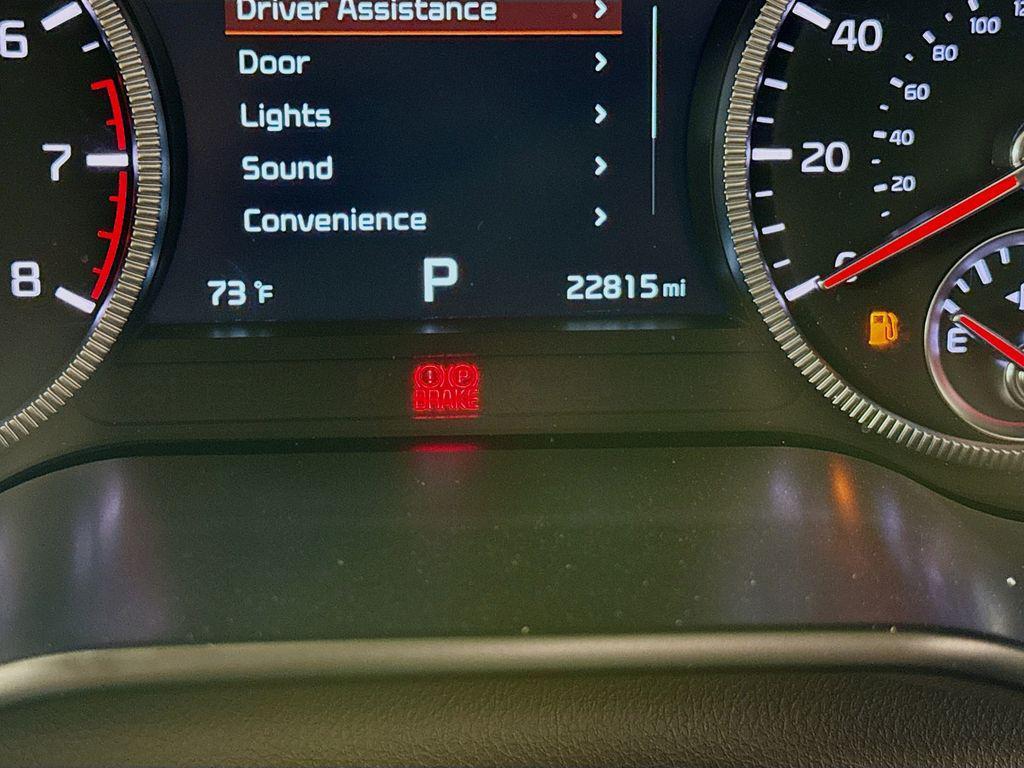 Driver Assistance
Door
Lights
Sound
Convenience
73 °F
P
22815 mi
6
7
8
40
20
0
100
80
60
40
20
E
P
BRAKE